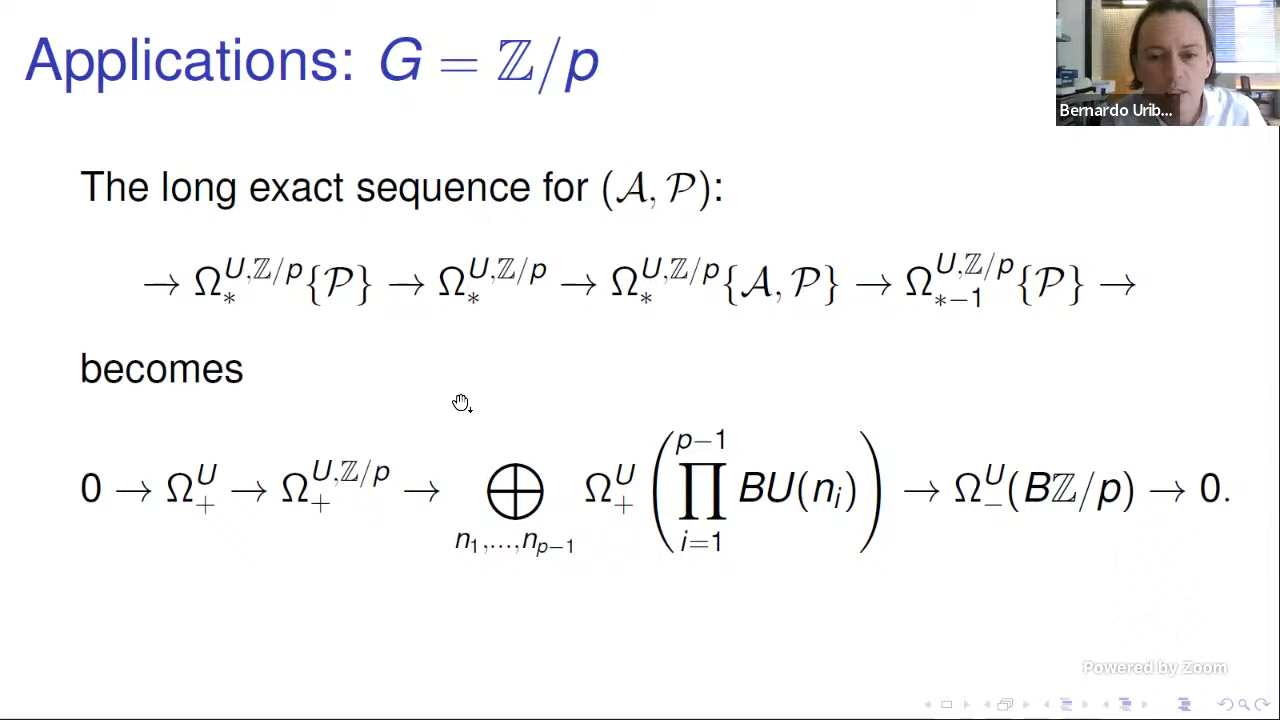 Applications: G = ℤ/p
Bernardo Urib...
The long exact sequence for (𝒜, 𝒫):
→ Ω_*^{U,ℤ/p}{𝒫} → Ω_*^{U,ℤ/p} → Ω_*^{U,ℤ/p}{𝒜, 𝒫} → Ω_{*−1}^{U,ℤ/p}{𝒫} →
becomes
0 → Ω_+^U → Ω_+^{U,ℤ/p} → ⊕_{n_1,...,n_{p−1}} Ω_+^U (∏_{i=1}^{p−1} BU(n_i)) → Ω_−^U(Bℤ/p) → 0.
Powered by Zoom